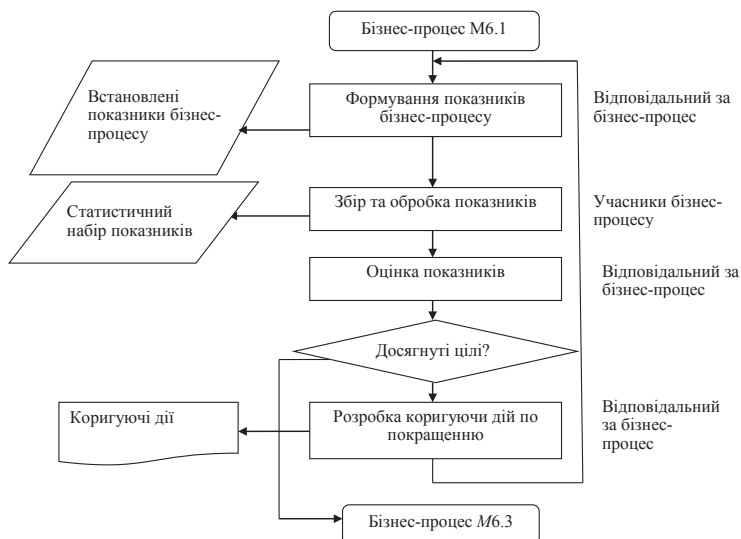 Бізнес-процес М6.1
Встановлені
показники бізнес-
процесу
Формування показників
бізнес-процесу
Відповідальний за
бізнес-процес
Статистичний
набір показників
Збір та обробка показників
Учасники бізнес-
процесу
Оцінка показників
Відповідальний за
бізнес-процес
Досягнуті цілі?
Коригуючі дії
Розробка коригуючи дій по
покращенню
Відповідальний
за бізнес-
процес
Бізнес-процес М6.3